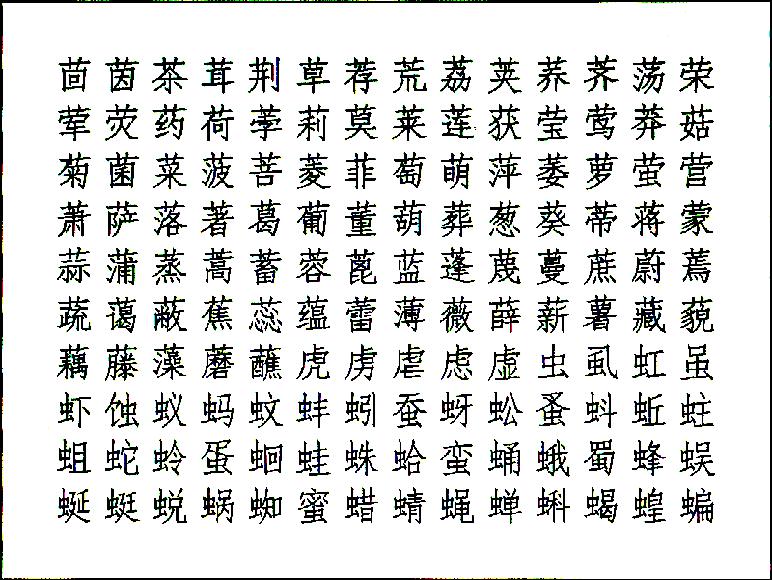 茴茵茶茸荆草荐荒荔荚养荞荡荣
荤荧药荷荸莉莫莱莲获莹莺莽菇
菊菌菜菠菩菱菲萄萌萍萎萝萤营
萧萨落著葛葡董葫葬葱葵蒂蒋蒙
蒜蒲蒸蒿蓄蓉蓖蓝蓬蔑蔓蔗蔚蔫
蔬蔼蔽蕉蕊蕴蕾薄薇薛薪薯藏藐
藕藤藻蘑蘸虎虏虐虑虚虫虱虹虽
虾蚀蚁蚂蚊蚌蚓蚕蚜蚣蚤蚪蚯蛀
蛆蛇蛉蛋蛔蛙蛛蛤蛮蛹蛾蜀蜂蜈
蜒蜓蜕蜗蜘蜜蜡蜻蝇蝉蝌蝎蝗蝙